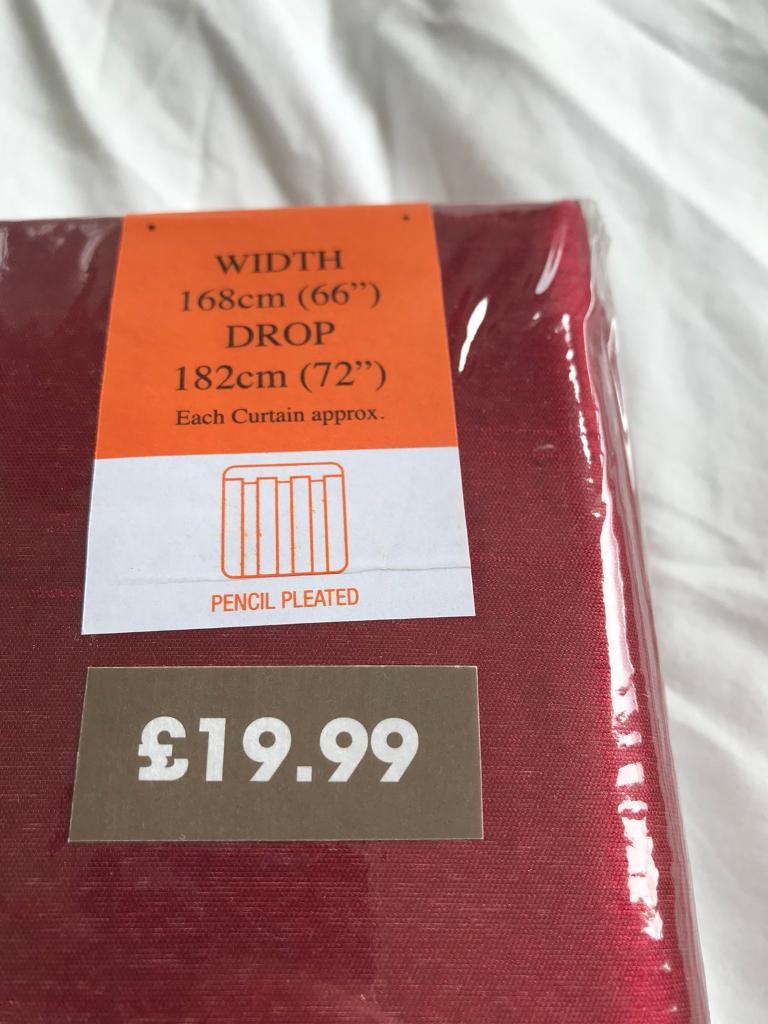 WIDTH
168cm (66”)
DROP
182cm (72”)
Each Curtain approx.
PENCIL PLEATED
£19.99